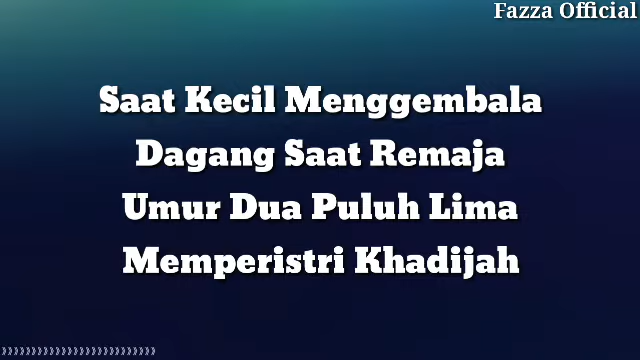 Fazza Official
Saat Kecil Menggembala
Dagang Saat Remaja
Umur Dua Puluh Lima
Memperistri Khadijah